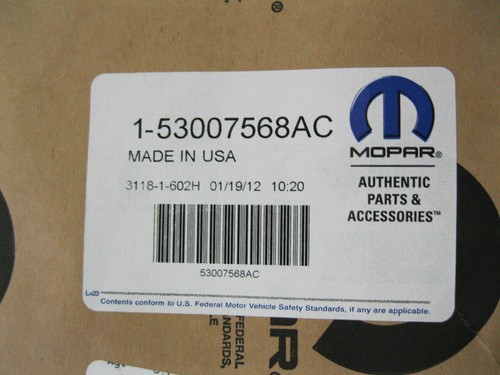 1-53007568AC
MADE IN USA
3118-1-602H 01/19/12 10:20
53007568AC
MOPAR®
AUTHENTIC
PARTS &
ACCESSORIES™
Contents conform to U.S. Federal Motor Vehicle Safety Standards, if any are applicable.
FEDERAL